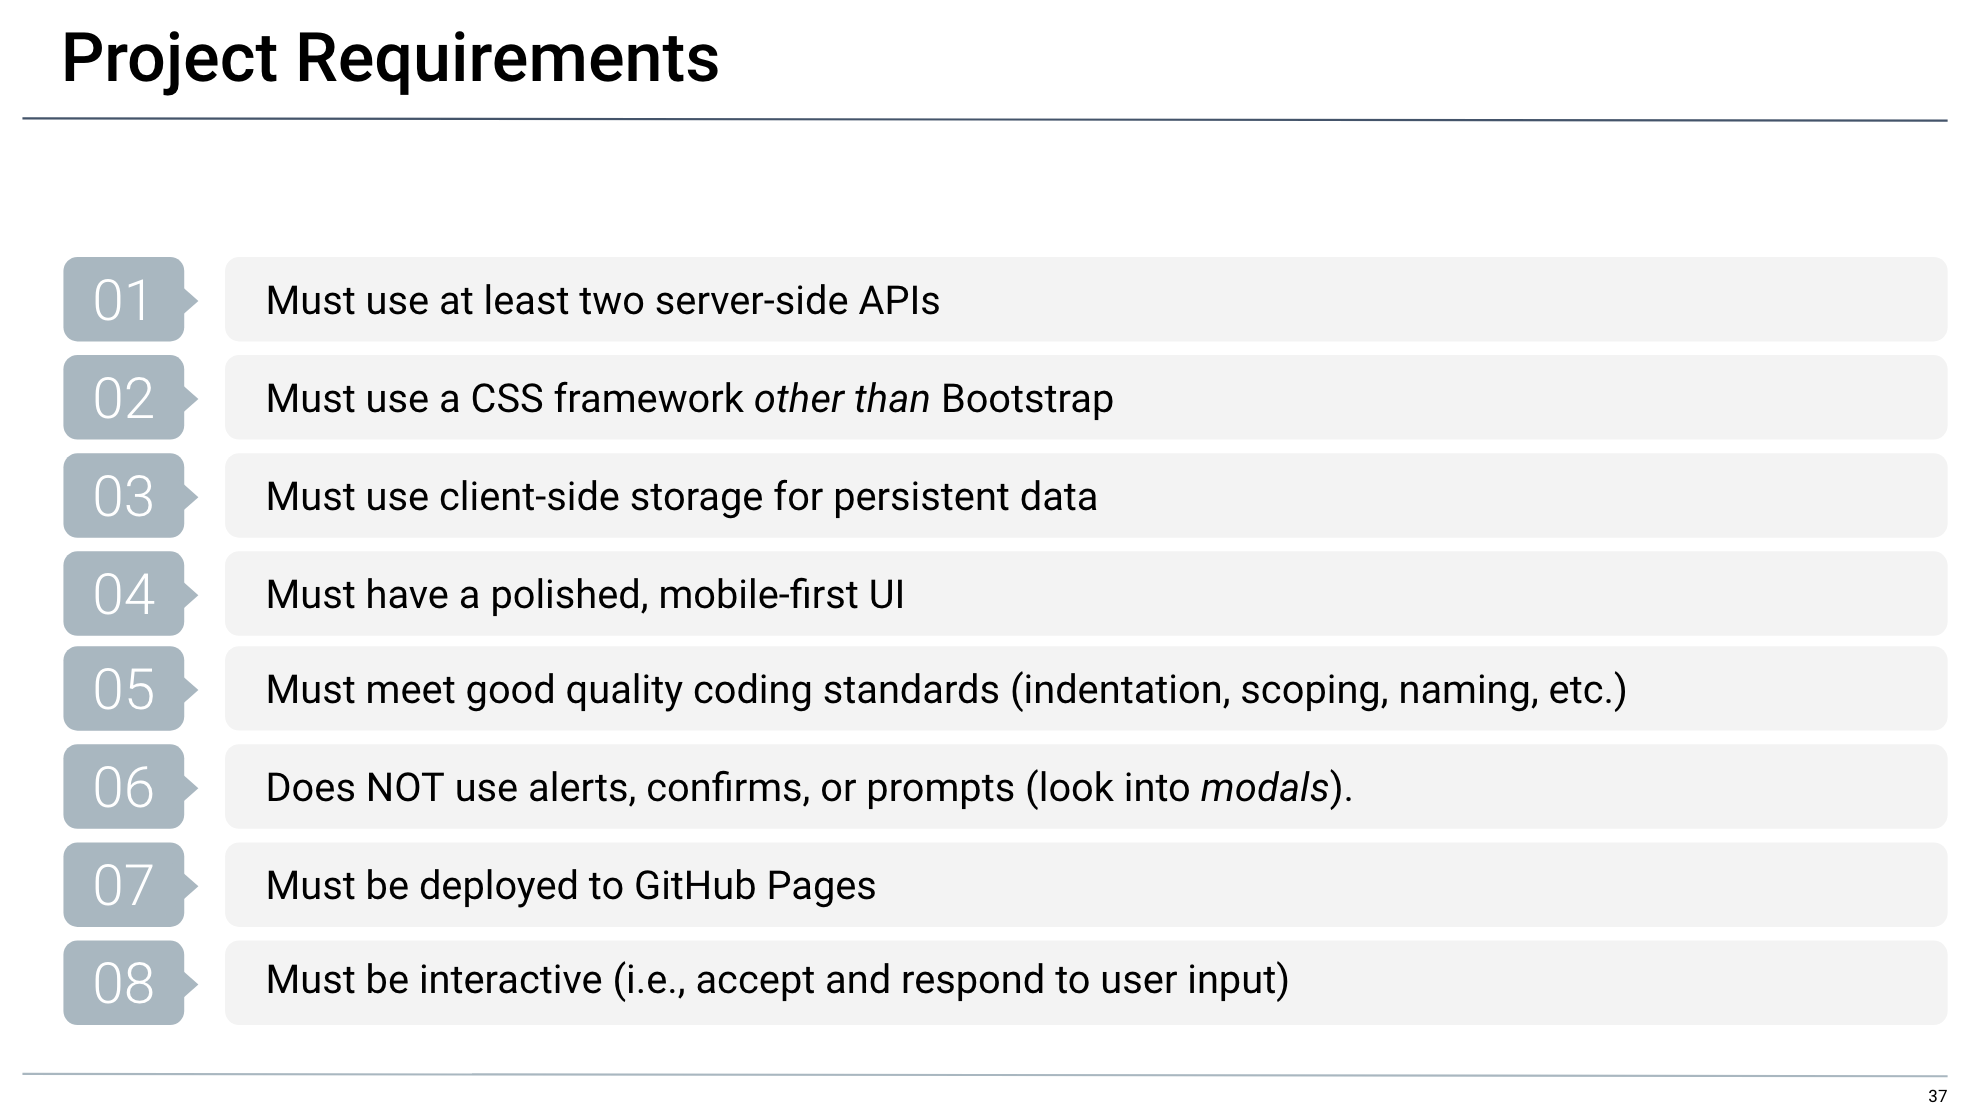 Project Requirements
01 Must use at least two server-side APIs
02 Must use a CSS framework other than Bootstrap
03 Must use client-side storage for persistent data
04 Must have a polished, mobile-first UI
05 Must meet good quality coding standards (indentation, scoping, naming, etc.)
06 Does NOT use alerts, confirms, or prompts (look into modals).
07 Must be deployed to GitHub Pages
08 Must be interactive (i.e., accept and respond to user input)
37